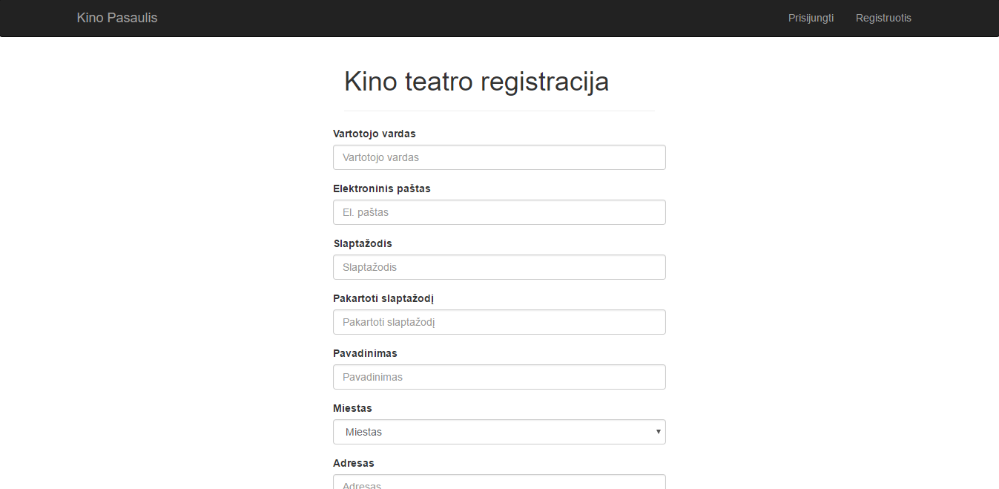 Kino Pasaulis
Prisijungti
Registruotis
Kino teatro registracija
Vartotojo vardas
Vartotojo vardas
Elektroninis paštas
El. paštas
Slaptažodis
Slaptažodis
Pakartoti slaptažodį
Pakartoti slaptažodį
Pavadinimas
Pavadinimas
Miestas
Miestas
Adresas
Adresas